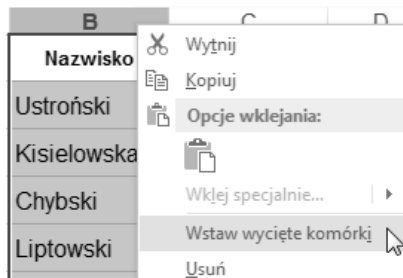 B C D
Nazwisko
Wytnij
Kopiuj
Ustroński
Opcje wklejania:
Kisielowska
Wklej specjalnie...
Chybski
Wstaw wycięte komórki
Liptowski
Usuń